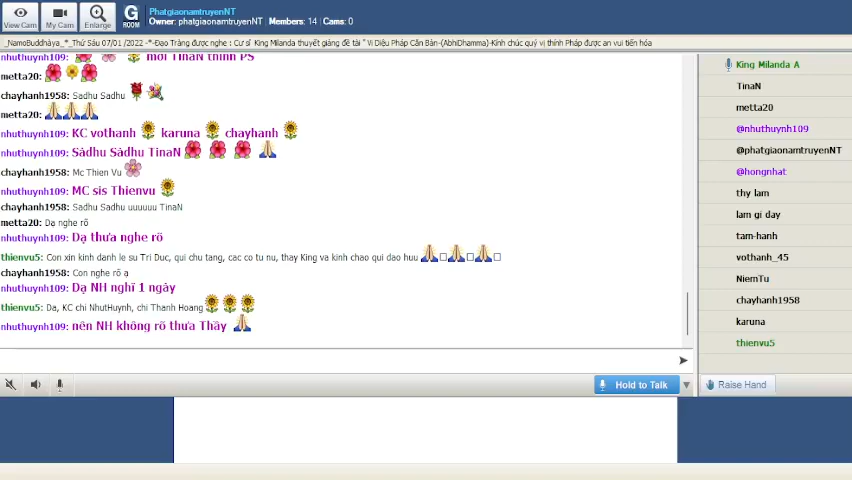 View Cam
My Cam
Enlarge
G
ROOM
PhatgiaonamtruyenNT
Owner: phatgiaonamtruyenNT Members: 14 | Cams: 0
_NamoBuddhàya_*_Thứ Sáu 07/01 /2022 -*-Đạo Tràng được nghe : Cư sĩ King Milanda thuyết giảng đề tài " Vi Diệu Pháp Căn Bản-(AbhiDhamma)-Kính chúc quý vị thính Pháp được an vui tiến hóa
nhuthuynh109: mời TinaN thỉnh PS
metta20:
chayhanh1958: Sadhu Sadhu
metta20:
nhuthuynh109: KC vothanh karuna chayhanh
nhuthuynh109: Sàdhu Sàdhu TinaN
chayhanh1958: Mc Thien Vu
nhuthuynh109: MC sis Thienvu
chayhanh1958: Sadhu Sadhu uuuuuu TinaN
metta20: Dạ nghe rõ
nhuthuynh109: Dạ thưa nghe rõ
thienvu5: Con xin kinh danh le su Tri Duc, qui chu tang, cac co tu nu, thay King va kinh chao qui dao huu
chayhanh1958: Con nghe rõ ạ
nhuthuynh109: Dạ NH nghĩ 1 ngày
thienvu5: Da, KC chi NhutHuynh, chi Thanh Hoang
nhuthuynh109: nên NH không rõ thưa Thầy
Hold to Talk
King Milanda A
TinaN
metta20
@nhuthuynh109
@phatgiaonamtruyenNT
@hongnhat
thy lam
lam gi day
tam-hanh
vothanh_45
NiemTu
chayhanh1958
karuna
thienvu5
Raise Hand